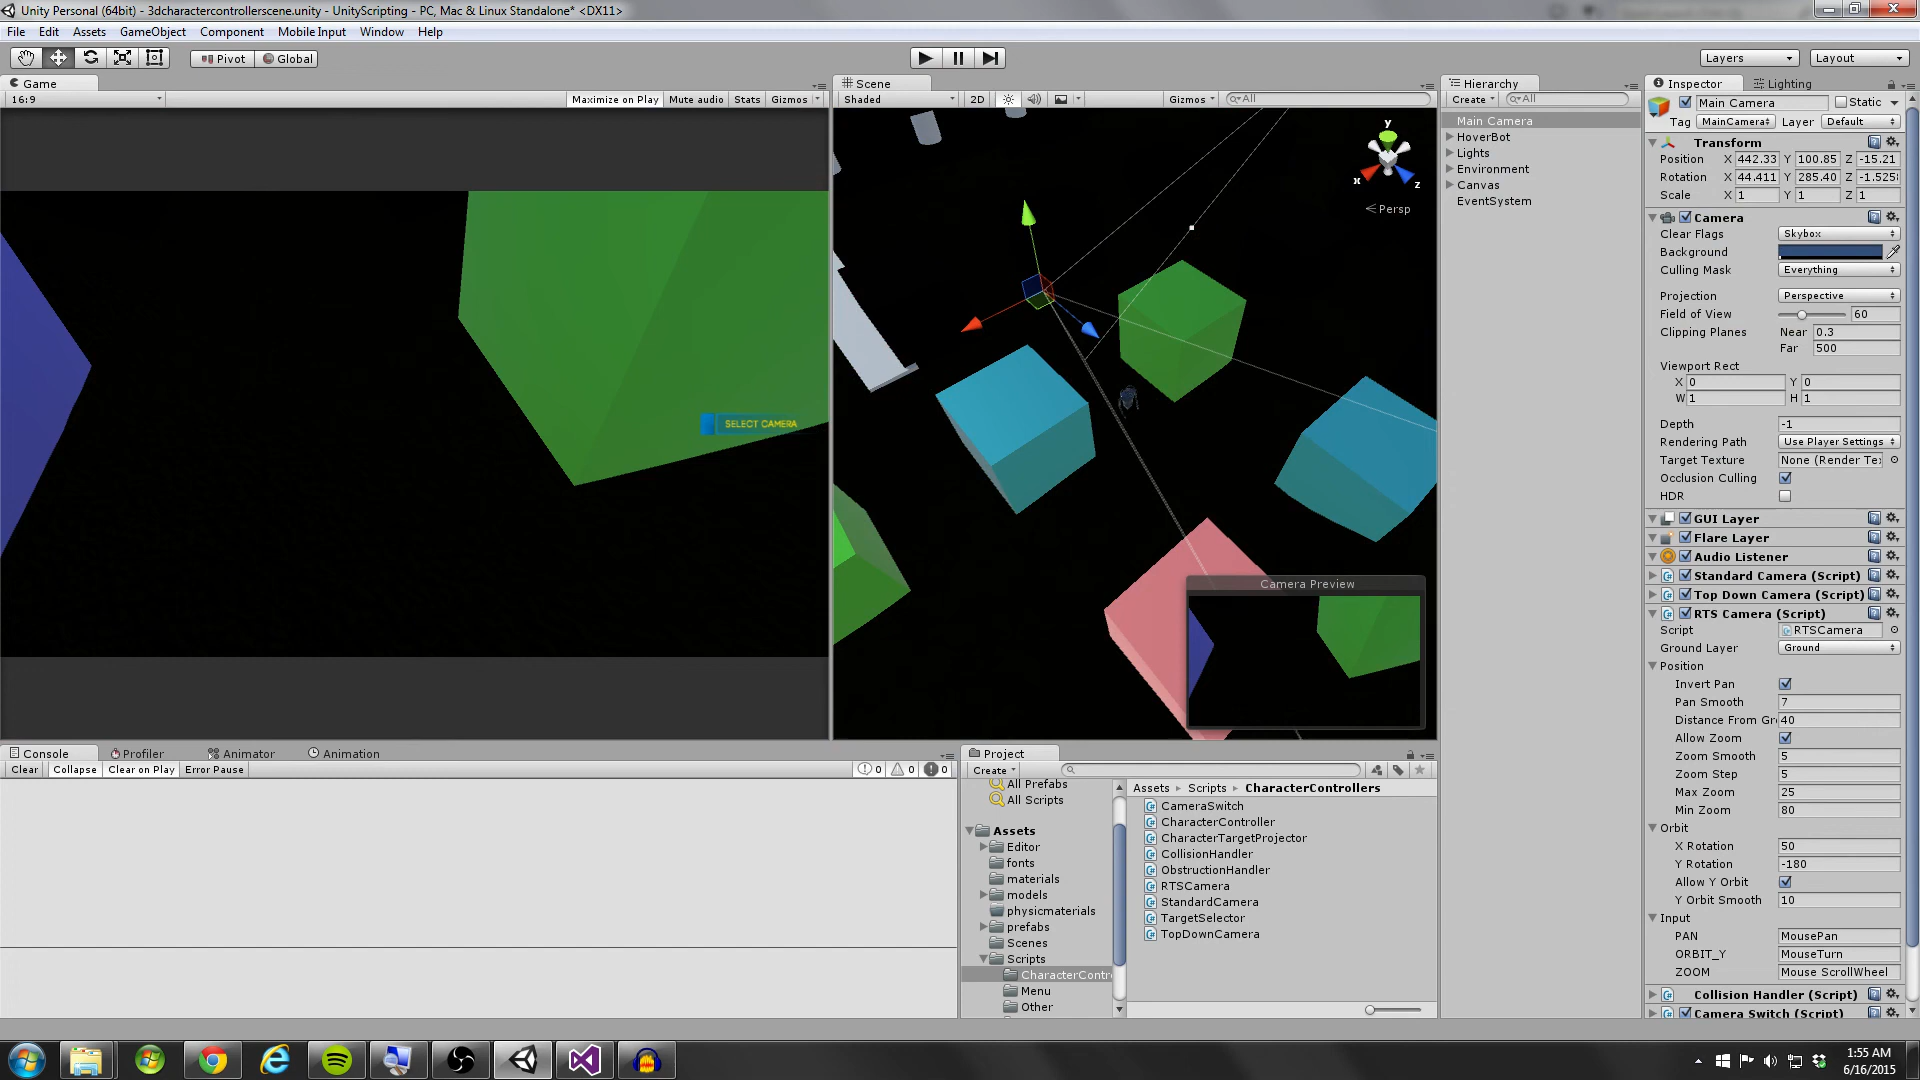 Unity Personal (64bit) - 3dcharactercontrollerscene.unity - UnityScripting - PC, Mac & Linux Standalone* <DX11>
File Edit Assets GameObject Component Mobile Input Window Help
Pivot Global Layers Layout
Game
16:9 Maximize on Play Mute audio Stats Gizmos
SELECT CAMERA
Scene
Shaded 2D Gizmos All
y
x
z
Persp
Camera Preview
Hierarchy
Create All
Main Camera
HoverBot
Lights
Environment
Canvas
EventSystem
Inspector Lighting
Main Camera Static
Tag MainCamera Layer Default
Transform
Position X 442.33 Y 100.85 Z -15.21
Rotation X 44.411 Y 285.40 Z -1.525
Scale X 1 Y 1 Z 1
Camera
Clear Flags Skybox
Background
Culling Mask Everything
Projection Perspective
Field of View 60
Clipping Planes Near 0.3
Far 500
Viewport Rect
X 0 Y 0
W 1 H 1
Depth -1
Rendering Path Use Player Settings
Target Texture None (Render Te
Occlusion Culling
HDR
GUI Layer
Flare Layer
Audio Listener
Standard Camera (Script)
Top Down Camera (Script)
RTS Camera (Script)
Script RTSCamera
Ground Layer Ground
Position
Invert Pan
Pan Smooth 7
Distance From Gr 40
Allow Zoom
Zoom Smooth 5
Zoom Step 5
Max Zoom 25
Min Zoom 80
Orbit
X Rotation 50
Y Rotation -180
Allow Y Orbit
Y Orbit Smooth 10
Input
PAN MousePan
ORBIT_Y MouseTurn
ZOOM Mouse ScrollWheel
Collision Handler (Script)
Camera Switch (Script)
Console Profiler Animator Animation
Clear Collapse Clear on Play Error Pause 0 0 0
Project
Create
All Prefabs
All Scripts
Assets
Editor
fonts
materials
models
physicmaterials
prefabs
Scenes
Scripts
CharacterContr
Menu
Other
Assets Scripts CharacterControllers
CameraSwitch
CharacterController
CharacterTargetProjector
CollisionHandler
ObstructionHandler
RTSCamera
StandardCamera
TargetSelector
TopDownCamera
1:55 AM
6/16/2015